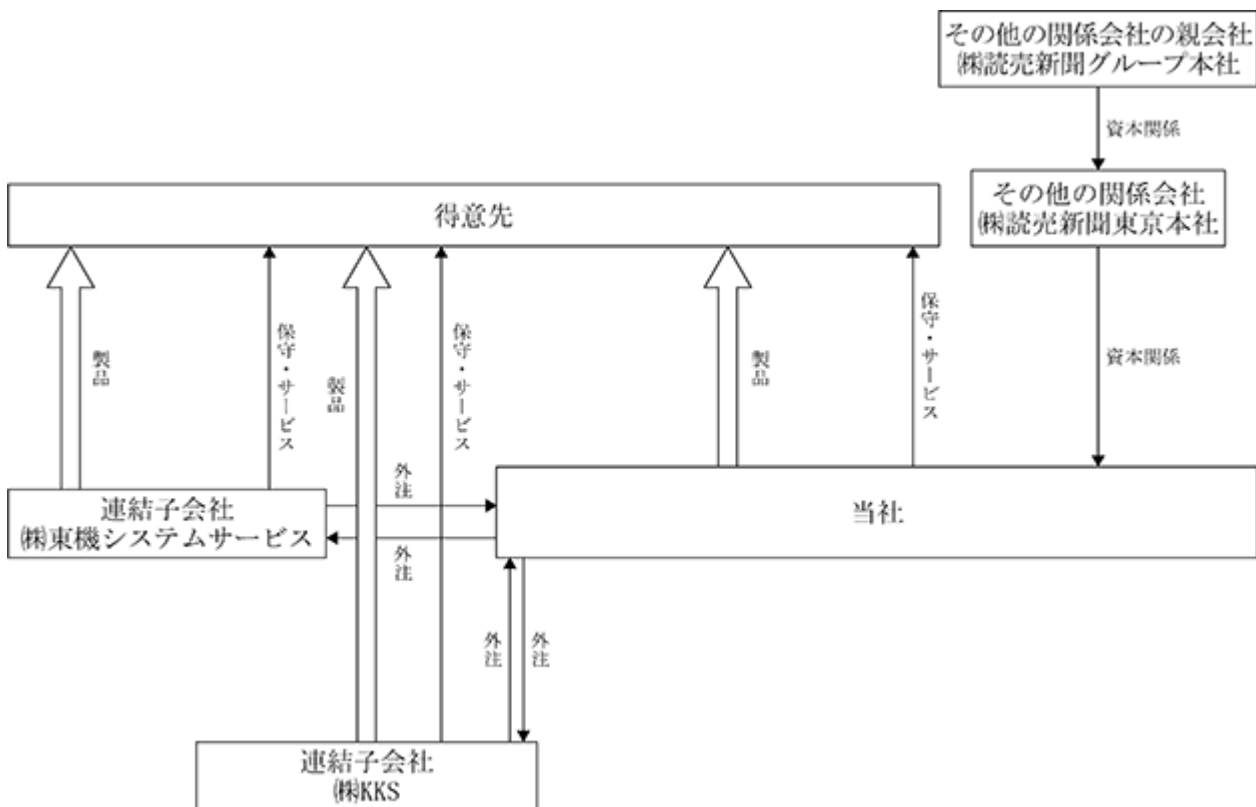 その他の関係会社の親会社
㈱読売新聞グループ本社
資本関係
その他の関係会社
㈱読売新聞東京本社
得意先
製品
保守・サービス
製品
保守・サービス
製品
保守・サービス
資本関係
外注
連結子会社
㈱東機システムサービス
当社
外注
外注
外注
連結子会社
㈱KKS